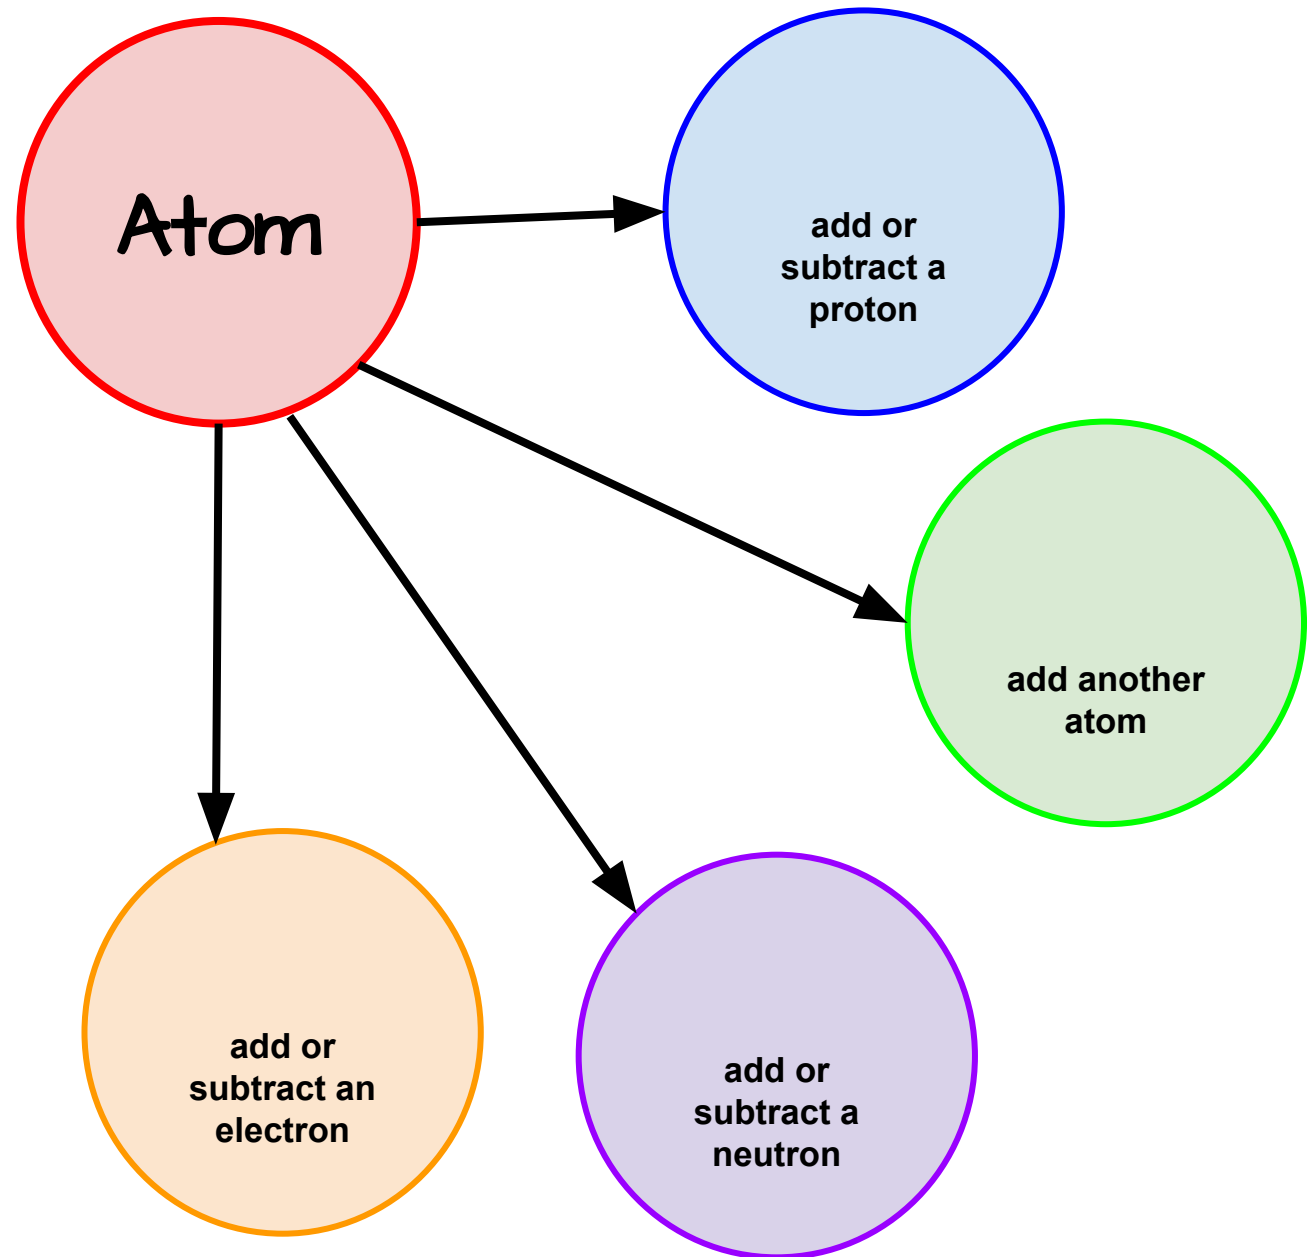 Atom
add or
subtract a
proton
add another
atom
add or
subtract an
electron
add or
subtract a
neutron